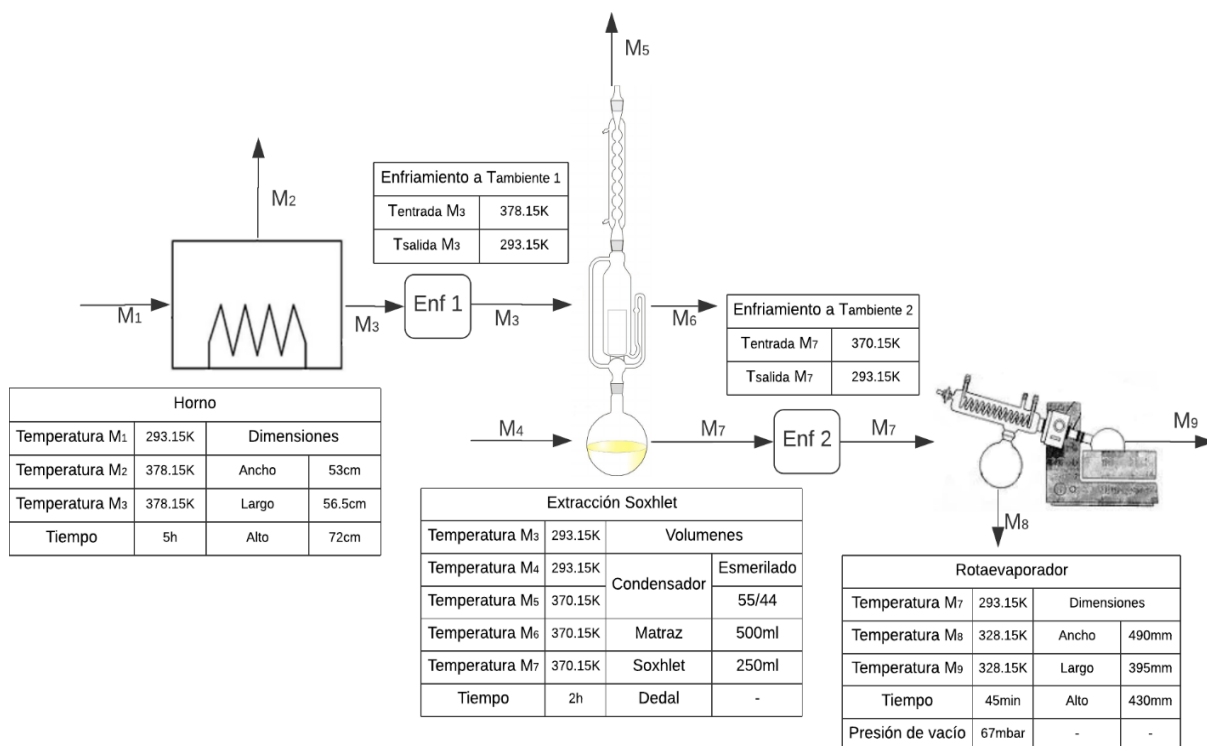 M5
M2
Enfriamiento a Tambiente 1
Tentrada M3 378.15K
Tsalida M3 293.15K
M1
M3
Enf 1
M3
M6
Enfriamiento a Tambiente 2
Tentrada M7 370.15K
Tsalida M7 293.15K
Horno
Temperatura M1 293.15K Dimensiones
Temperatura M2 378.15K Ancho 53cm
Temperatura M3 378.15K Largo 56.5cm
Tiempo 5h Alto 72cm
M4
M7
Enf 2
M7
M9
M8
Extracción Soxhlet
Temperatura M3 293.15K Volumenes
Temperatura M4 293.15K Condensador Esmerilado
Temperatura M5 370.15K 55/44
Temperatura M6 370.15K Matraz 500ml
Temperatura M7 370.15K Soxhlet 250ml
Tiempo 2h Dedal -
Rotaevaporador
Temperatura M7 293.15K Dimensiones
Temperatura M8 328.15K Ancho 490mm
Temperatura M9 328.15K Largo 395mm
Tiempo 45min Alto 430mm
Presión de vacío 67mbar - -